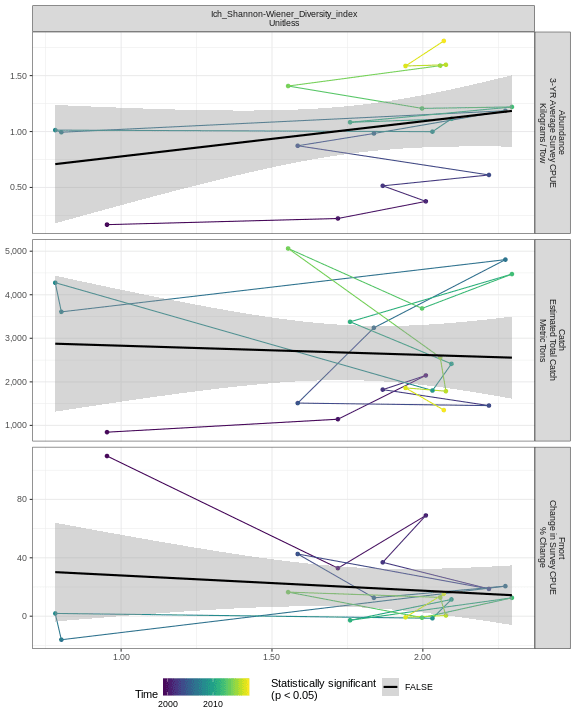 Ich_Shannon-Wiener_Diversity_index
Unitless
1.50
1.00
0.50
Abundance
3-YR Average Survey CPUE
Kilograms / Tow
5,000
4,000
3,000
2,000
1,000
Catch
Estimated Total Catch
Metric Tons
80
40
0
Fmort
Change in Survey CPUE
% Change
1.00
1.50
2.00
Time
2000
2010
Statistically significant
(p < 0.05)
FALSE